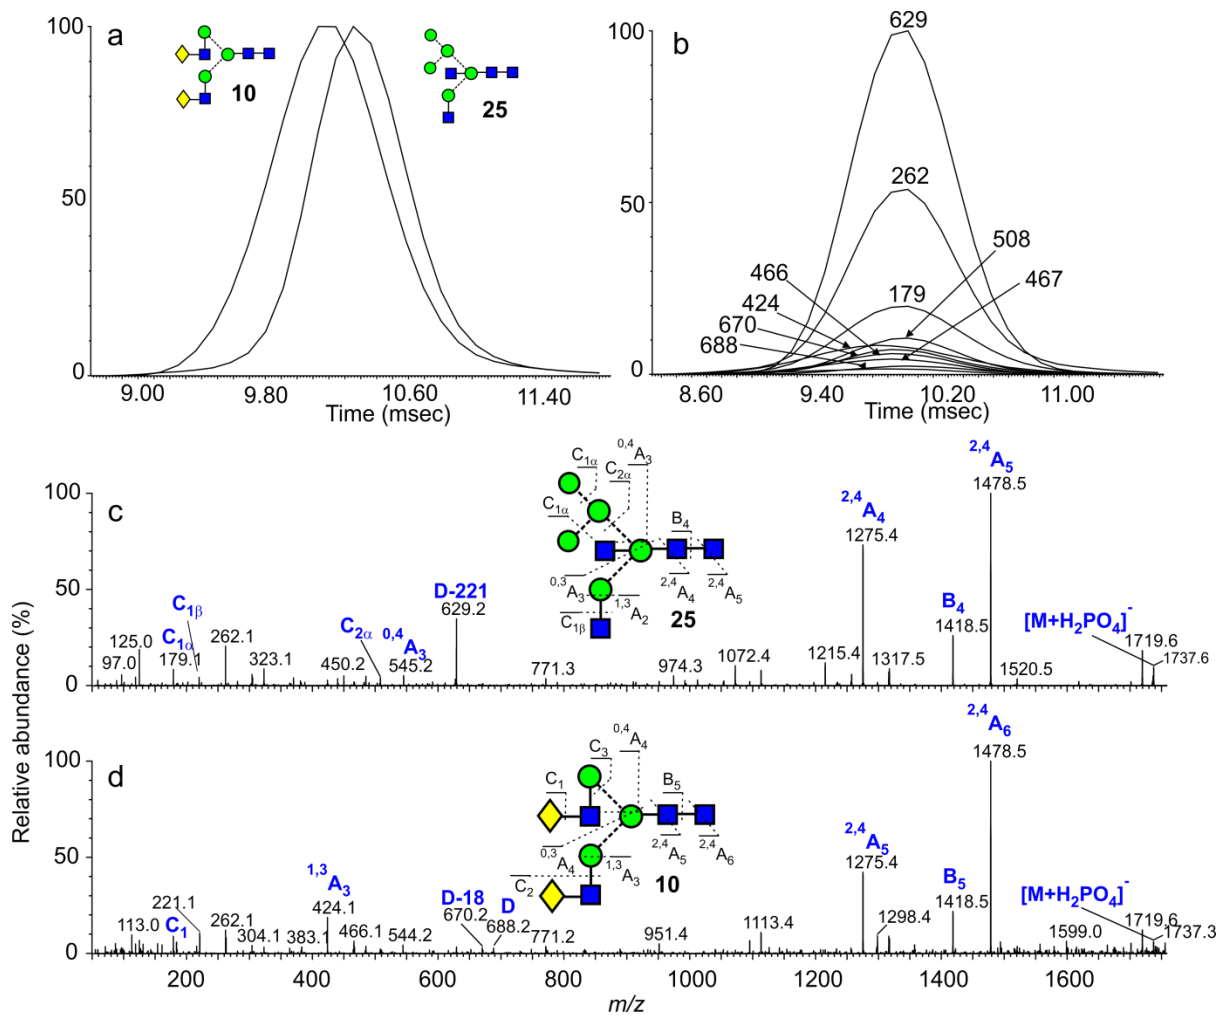 a
100
50
0
9.00 9.80 10.60 11.40
Time (msec)
10
25
b
100
50
0
8.60 9.40 10.20 11.00
Time (msec)
629
262
508
466
467
424
179
670
688
Relative abundance (%)
c
100
50
0
C1β
C1α
125.0
97.0
179.1
262.1
323.1
450.2
C2α
0,4A3
545.2
D-221
629.2
771.3
974.3
1072.4
1215.4
2,4A4
1275.4
1317.5
B4
1418.5
2,4A5
1478.5
1520.5
[M+H2PO4]-
1719.6
1737.6
C1α
C2α
0,4A3
C1α
B4
0,3A3
2,4A4
2,4A5
1,3A2
C1β
25
d
100
50
0
113.0
C1
221.1
262.1
304.1
383.1
1,3A3
424.1
466.1
544.2
D-18
670.2
D
688.2
771.2
951.4
1113.4
2,4A5
1275.4
1298.4
B5
1418.5
2,4A6
1478.5
1599.0
[M+H2PO4]-
1719.6
1737.3
C3
0,4A4
C1
B5
0,3A4
2,4A5
2,4A6
1,3A3
C2
10
200 400 600 800 1000 1200 1400 1600
m/z